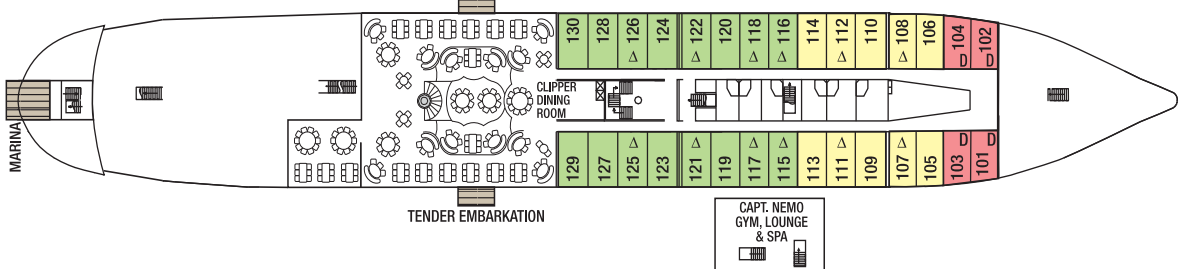 130
128
126
Δ
124
122
Δ
120
118
Δ
116
Δ
114
112
Δ
110
108
Δ
106
104
D
102
D
CLIPPER
DINING
ROOM
MARINA
129
127
125 Δ
123
121 Δ
119
117 Δ
115 Δ
113
111 Δ
109
107 Δ
105
103 D
101 D
TENDER EMBARKATION
CAPT. NEMO
GYM, LOUNGE
& SPA